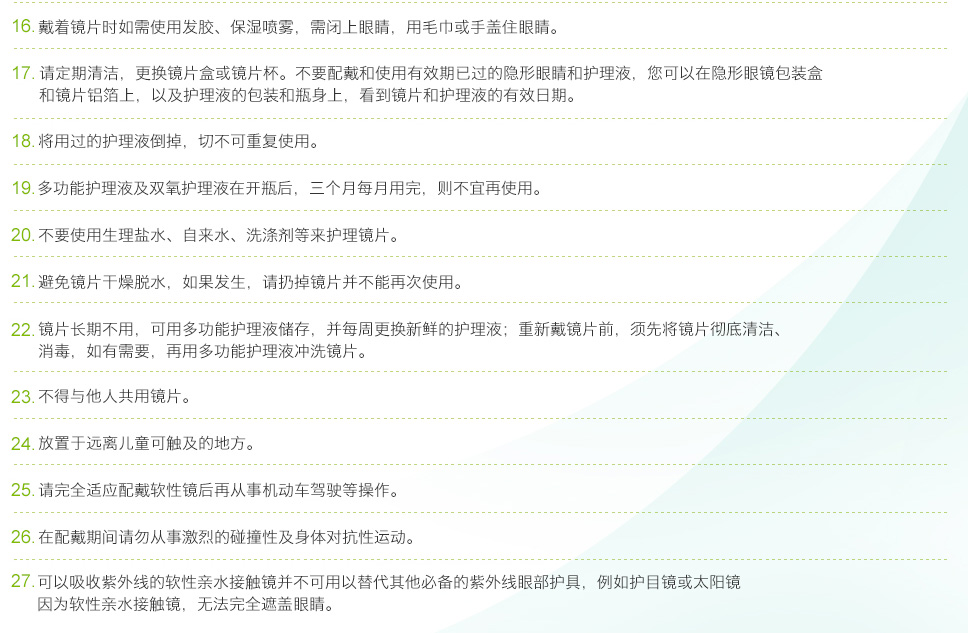 16. 戴着镜片时如需使用发胶、保湿喷雾，需闭上眼睛，用毛巾或手盖住眼睛。
17. 请定期清洁，更换镜片盒或镜片杯。不要配戴和使用有效期已过的隐形眼睛和护理液，您可以在隐形眼镜包装盒
和镜片铝箔上，以及护理液的包装和瓶身上，看到镜片和护理液的有效日期。
18. 将用过的护理液倒掉，切不可重复使用。
19. 多功能护理液及双氧护理液在开瓶后，三个月每月用完，则不宜再使用。
20. 不要使用生理盐水、自来水、洗涤剂等来护理镜片。
21. 避免镜片干燥脱水，如果发生，请扔掉镜片并不能再次使用。
22. 镜片长期不用，可用多功能护理液储存，并每周更换新鲜的护理液；重新戴镜片前，须先将镜片彻底清洁、
消毒，如有需要，再用多功能护理液冲洗镜片。
23. 不得与他人共用镜片。
24. 放置于远离儿童可触及的地方。
25. 请完全适应配戴软性镜后再从事机动车驾驶等操作。
26. 在配戴期间请勿从事激烈的碰撞性及身体对抗性运动。
27. 可以吸收紫外线的软性亲水接触镜并不可用以替代其他必备的紫外线眼部护具，例如护目镜或太阳镜
因为软性亲水接触镜，无法完全遮盖眼睛。